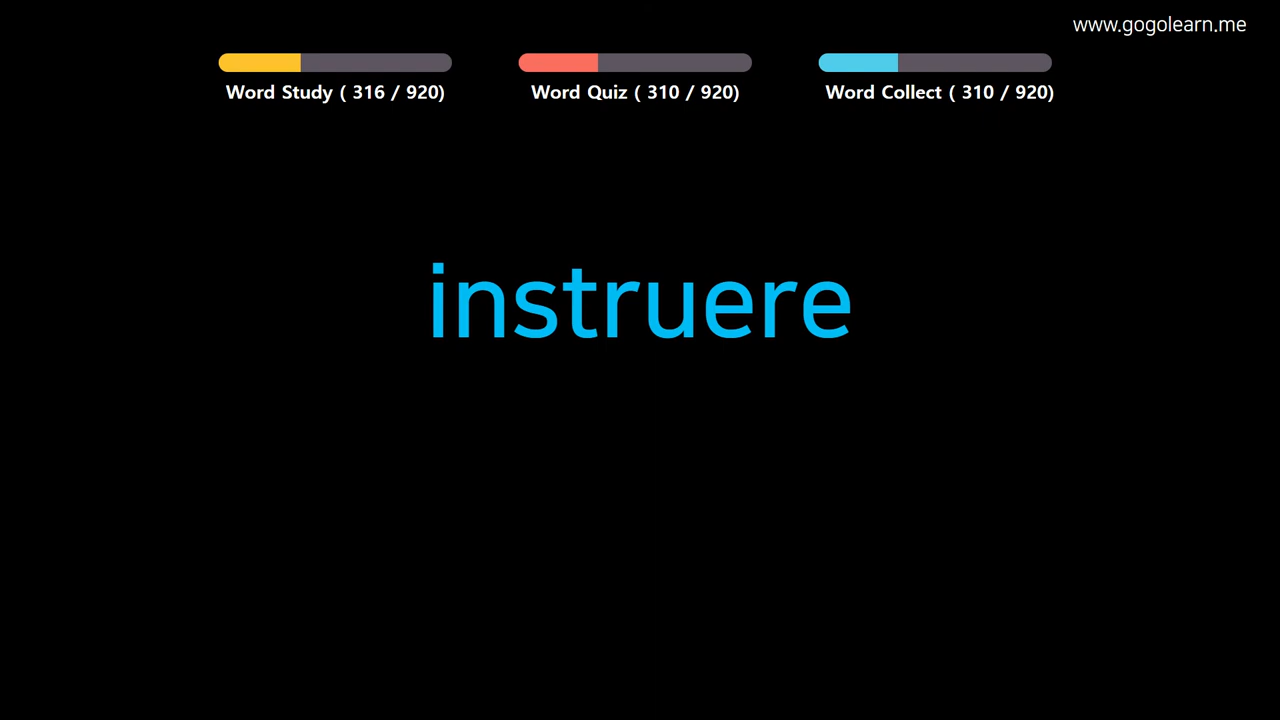 www.gogolearn.me
Word Study ( 316 / 920)
Word Quiz ( 310 / 920)
Word Collect ( 310 / 920)
instruere